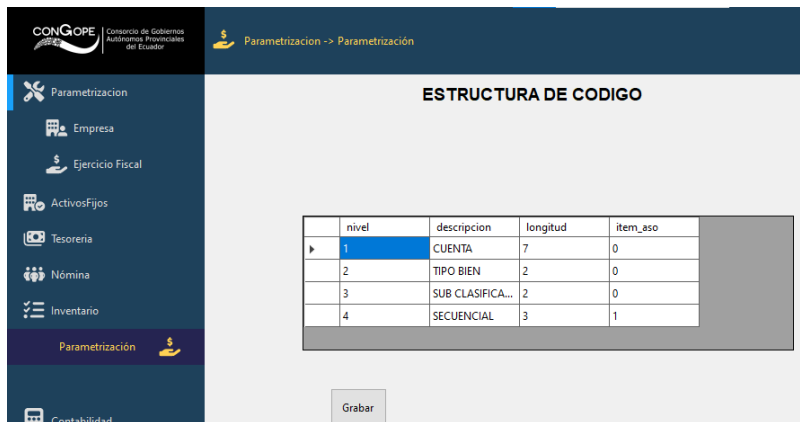 CONGOPE
Consorcio de Gobiernos
Autónomos Provinciales
del Ecuador
Parametrizacion -> Parametrización
Parametrizacion
Empresa
Ejercicio Fiscal
ActivosFijos
Tesoreria
Nómina
Inventario
Parametrización
Contabilidad
ESTRUCTURA DE CODIGO
nivel descripcion longitud item_aso
1 CUENTA 7 0
2 TIPO BIEN 2 0
3 SUB CLASIFICA... 2 0
4 SECUENCIAL 3 1
Grabar